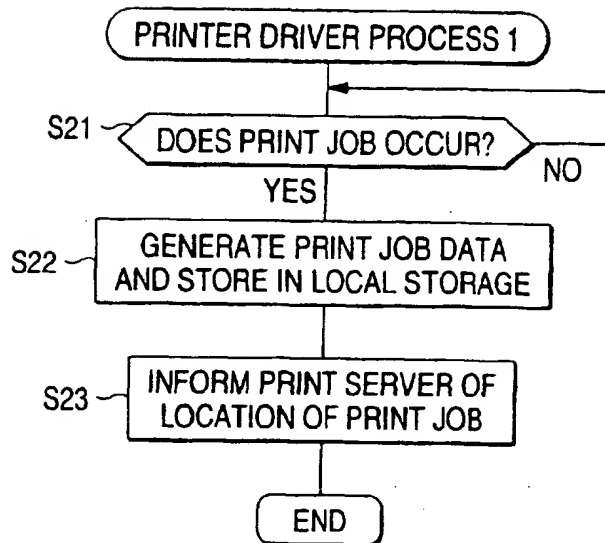 PRINTER DRIVER PROCESS 1
S21
DOES PRINT JOB OCCUR?
NO
YES
S22
GENERATE PRINT JOB DATA
AND STORE IN LOCAL STORAGE
S23
INFORM PRINT SERVER OF
LOCATION OF PRINT JOB
END